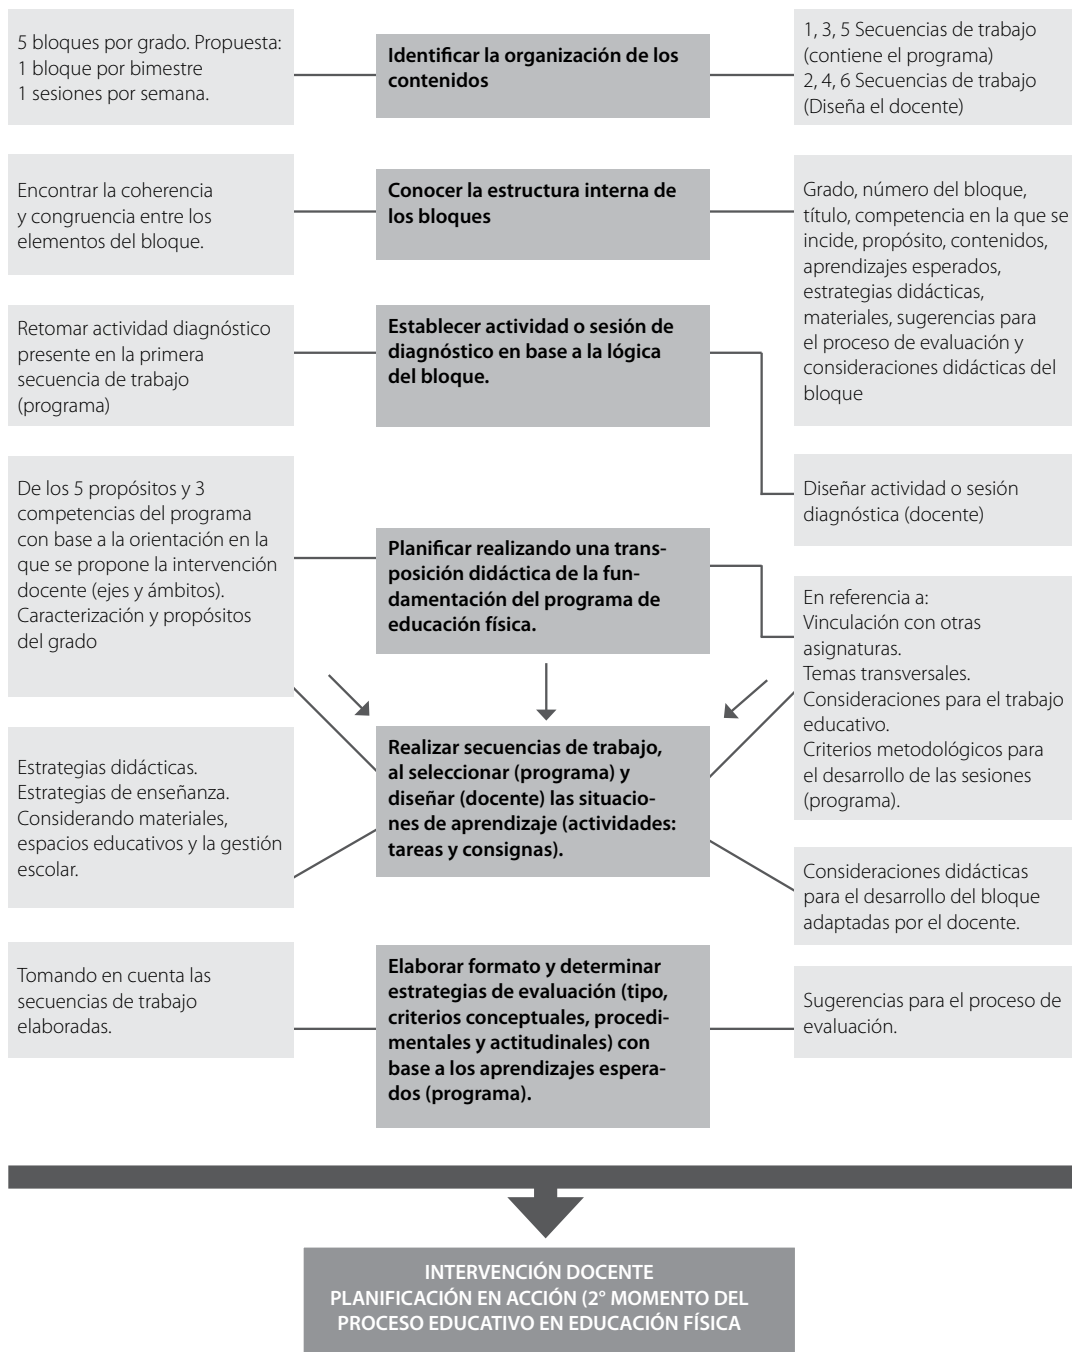 5 bloques por grado. Propuesta:
1 bloque por bimestre
1 sesiones por semana.
Identificar la organización de los
contenidos
1, 3, 5 Secuencias de trabajo
(contiene el programa)
2, 4, 6 Secuencias de trabajo
(Diseña el docente)
Encontrar la coherencia
y congruencia entre los
elementos del bloque.
Conocer la estructura interna de
los bloques
Grado, número del bloque,
título, competencia en la que se
incide, propósito, contenidos,
aprendizajes esperados,
estrategias didácticas,
materiales, sugerencias para
el proceso de evaluación y
consideraciones didácticas del
bloque
Retomar actividad diagnóstico
presente en la primera
secuencia de trabajo
(programa)
Establecer actividad o sesión de
diagnóstico en base a la lógica
del bloque.
Diseñar actividad o sesión
diagnóstica (docente)
De los 5 propósitos y 3
competencias del programa
con base a la orientación en la
que se propone la intervención
docente (ejes y ámbitos).
Caracterización y propósitos
del grado
Planificar realizando una trans-
posición didáctica de la fun-
damentación del programa de
educación física.
En referencia a:
Vinculación con otras
asignaturas.
Temas transversales.
Consideraciones para el trabajo
educativo.
Criterios metodológicos para
el desarrollo de las sesiones
(programa).
Estrategias didácticas.
Estrategias de enseñanza.
Considerando materiales,
espacios educativos y la gestión
escolar.
Realizar secuencias de trabajo,
al seleccionar (programa) y
diseñar (docente) las situacio-
nes de aprendizaje (actividades:
tareas y consignas).
Consideraciones didácticas
para el desarrollo del bloque
adaptadas por el docente.
Tomando en cuenta las
secuencias de trabajo
elaboradas.
Elaborar formato y determinar
estrategias de evaluación (tipo,
criterios conceptuales, procedi-
mentales y actitudinales) con
base a los aprendizajes espera-
dos (programa).
Sugerencias para el proceso de
evaluación.
INTERVENCIÓN DOCENTE
PLANIFICACIÓN EN ACCIÓN (2° MOMENTO DEL
PROCESO EDUCATIVO EN EDUCACIÓN FÍSICA